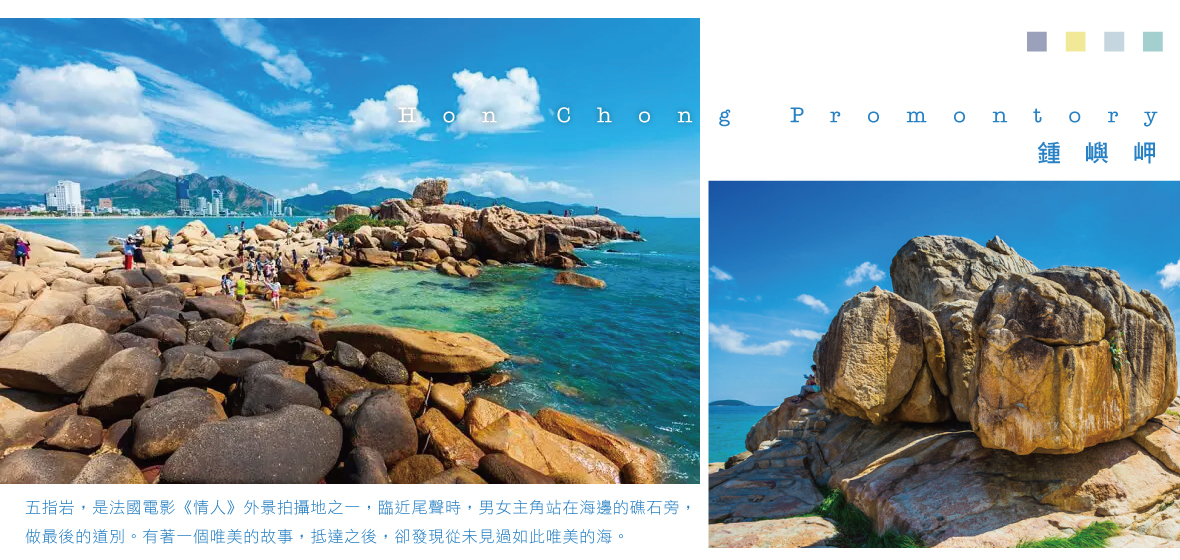 Hon Chong Promontory
鍾嶼岬
五指岩，是法國電影《情人》外景拍攝地之一，臨近尾聲時，男女主角站在海邊的礁石旁，
做最後的道別。有著一個唯美的故事，抵達之後，卻發現從未見過如此唯美的海。